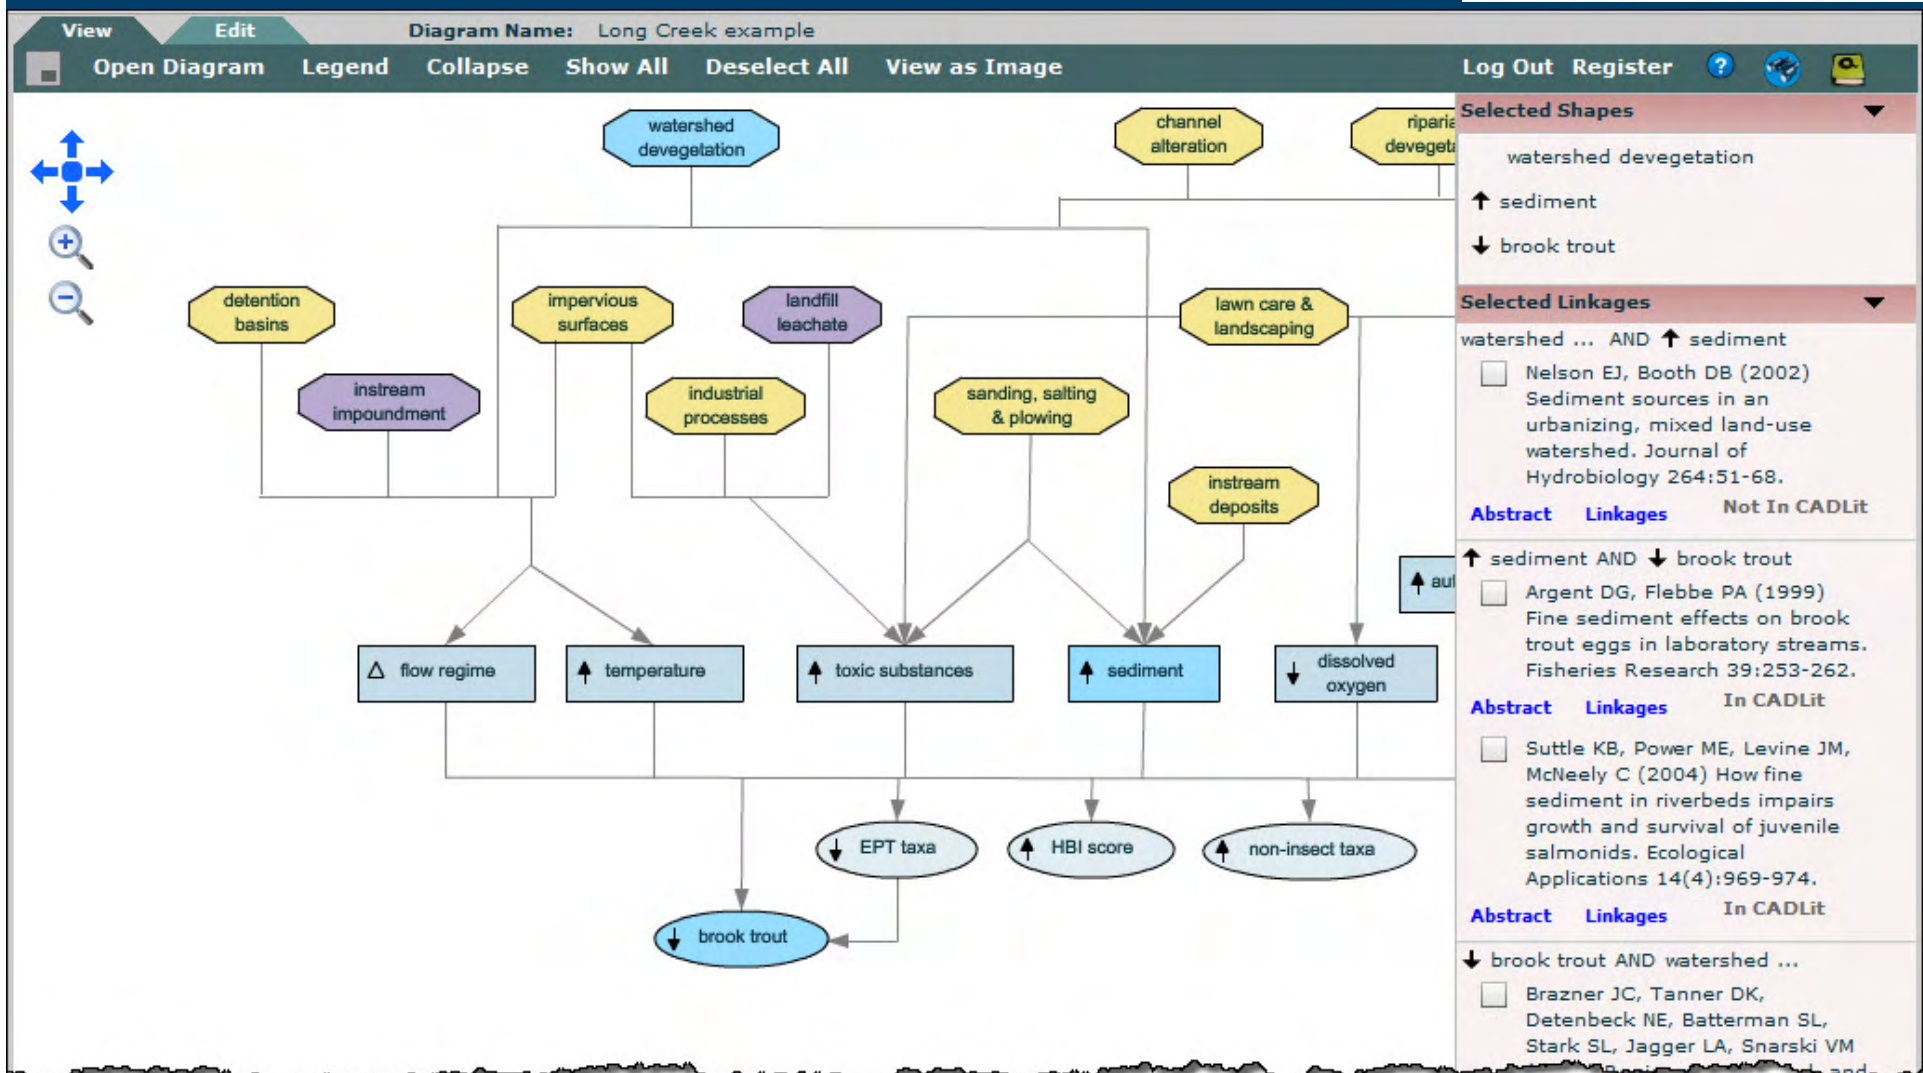 View
Edit
Diagram Name: Long Creek example
Open Diagram Legend Collapse Show All Deselect All View as Image
Log Out Register ?
watershed
devegetation
channel
alteration
detention
basins
impervious
surfaces
landfill
leachate
lawn care &
landscaping
instream
impoundment
industrial
processes
sanding, salting
& plowing
instream
deposits
flow regime
temperature
toxic substances
sediment
dissolved
oxygen
EPT taxa
HBI score
non-insect taxa
brook trout
Selected Shapes
watershed devegetation
↑ sediment
↓ brook trout
Selected Linkages
watershed ... AND ↑ sediment
Nelson EJ, Booth DB (2002)
Sediment sources in an
urbanizing, mixed land-use
watershed. Journal of
Hydrobiology 264:51-68.
Abstract Linkages Not In CADLit
↑ sediment AND ↓ brook trout
Argent DG, Flebbe PA (1999)
Fine sediment effects on brook
trout eggs in laboratory streams.
Fisheries Research 39:253-262.
Abstract Linkages In CADLit
Suttle KB, Power ME, Levine JM,
McNeely C (2004) How fine
sediment in riverbeds impairs
growth and survival of juvenile
salmonids. Ecological
Applications 14(4):969-974.
Abstract Linkages In CADLit
↓ brook trout AND watershed ...
Brazner JC, Tanner DK,
Detenbeck NE, Batterman SL,
Stark SL, Jagger LA, Snarski VM